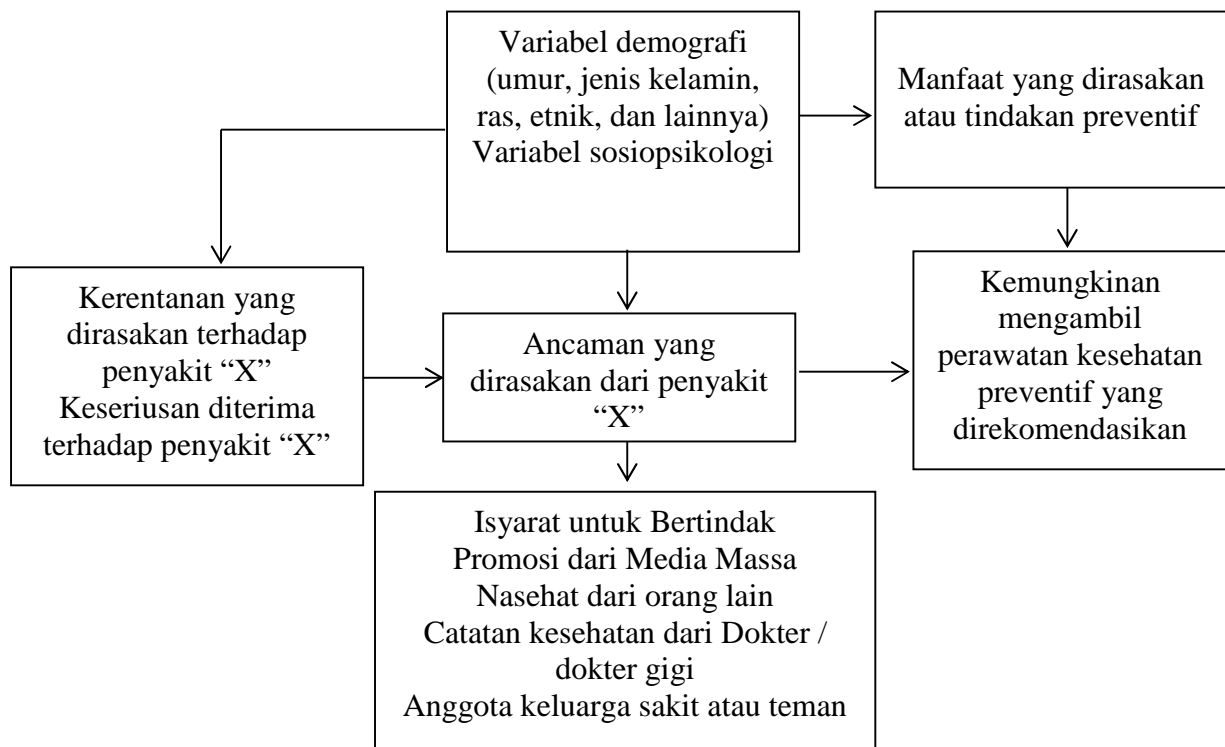 Variabel demografi
(umur, jenis kelamin,
ras, etnik, dan lainnya)
Variabel sosiopsikologi
Manfaat yang dirasakan
atau tindakan preventif
Kerentanan yang
dirasakan terhadap
penyakit “X”
Keseriusan diterima
terhadap penyakit “X”
Ancaman yang
dirasakan dari penyakit
“X”
Kemungkinan
mengambil
perawatan kesehatan
preventif yang
direkomendasikan
Isyarat untuk Bertindak
Promosi dari Media Massa
Nasehat dari orang lain
Catatan kesehatan dari Dokter /
dokter gigi
Anggota keluarga sakit atau teman